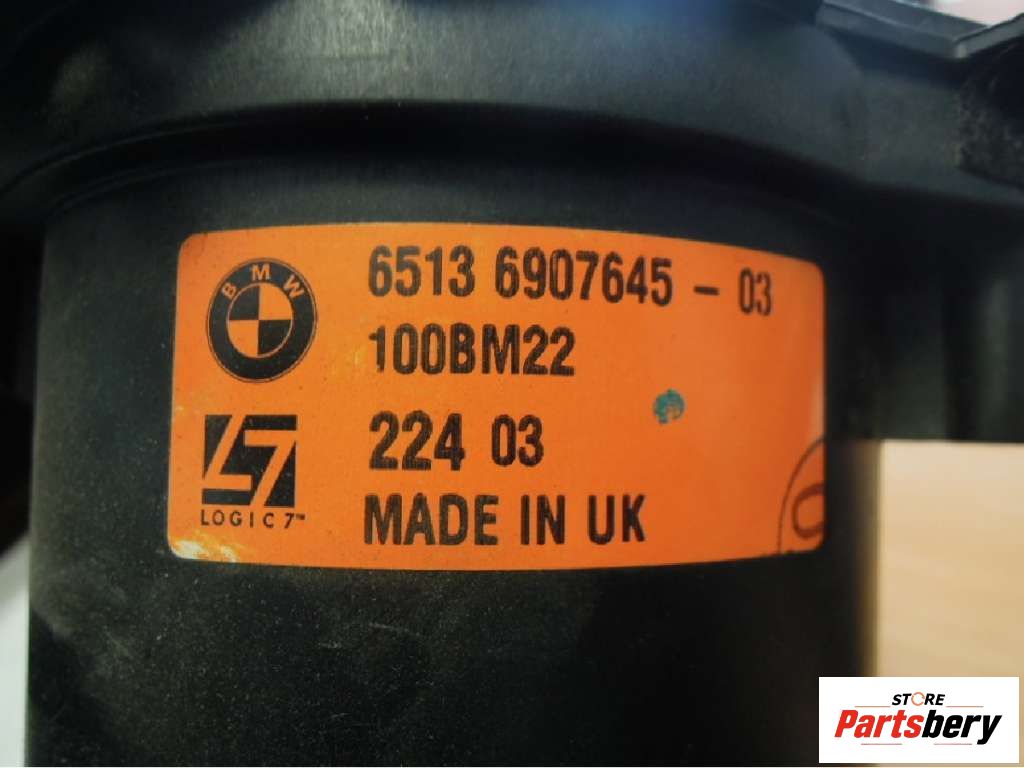 BMW
6513 6907645 - 03
100BM22
224 03
LOGIC 7™
MADE IN UK
STORE
Partsbery